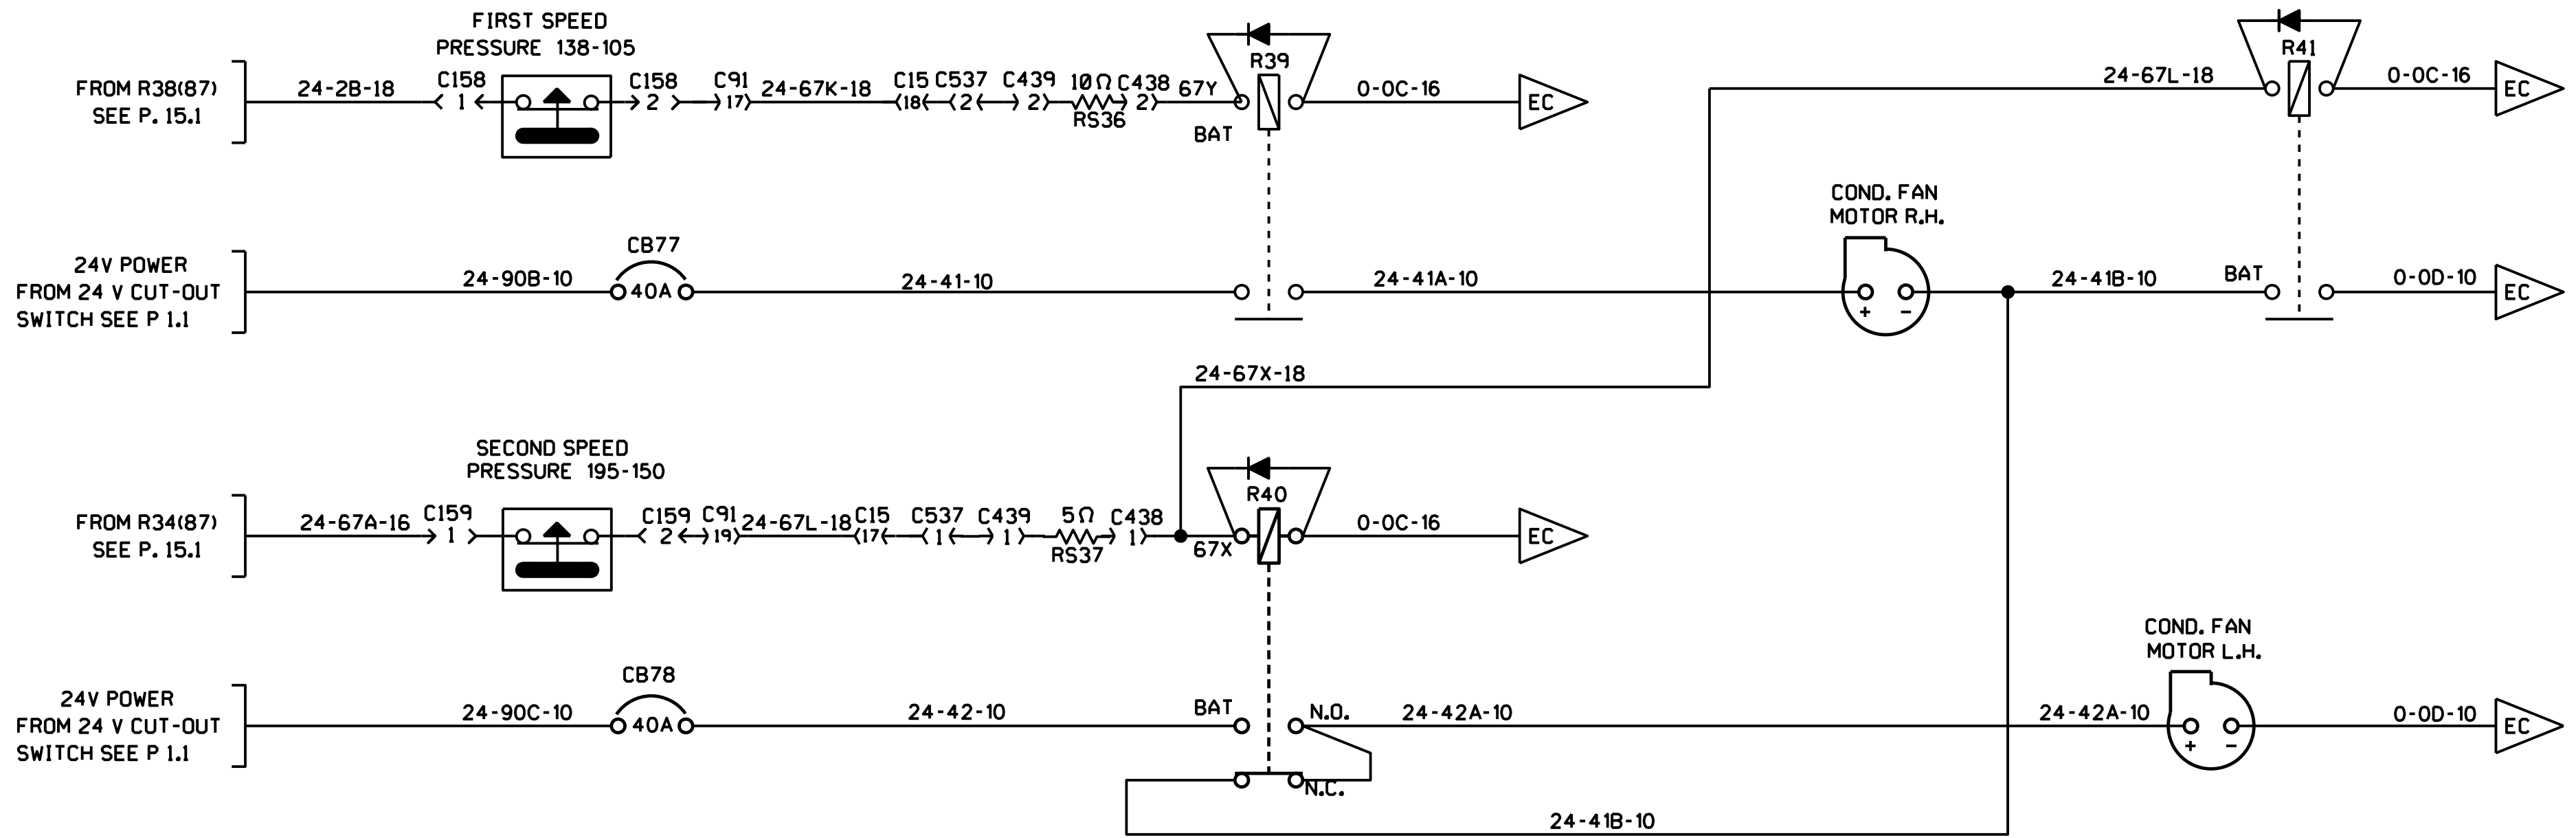 FIRST SPEED
PRESSURE 138-105
FROM R38(87)
SEE P. 15.1
24-2B-18
C158
1
C158
2
C91
17
24-67K-18
C15
18
C537
2
C439
2
10Ω
RS36
C438
2
67Y
BAT
R39
0-0C-16
EC
24-67L-18
R41
0-0C-16
EC
24V POWER
FROM 24 V CUT-OUT
SWITCH SEE P 1.1
24-90B-10
CB77
40A
24-41-10
24-41A-10
COND. FAN
MOTOR R.H.
+
-
24-41B-10
BAT
0-0D-10
EC
24-67X-18
SECOND SPEED
PRESSURE 195-150
FROM R34(87)
SEE P. 15.1
24-67A-16
C159
1
C159
2
C91
19
24-67L-18
C15
17
C537
1
C439
1
5Ω
RS37
C438
1
67X
R40
0-0C-16
EC
24V POWER
FROM 24 V CUT-OUT
SWITCH SEE P 1.1
24-90C-10
CB78
40A
24-42-10
BAT
N.O.
24-42A-10
24-42A-10
COND. FAN
MOTOR L.H.
+
-
0-0D-10
EC
N.C.
24-41B-10